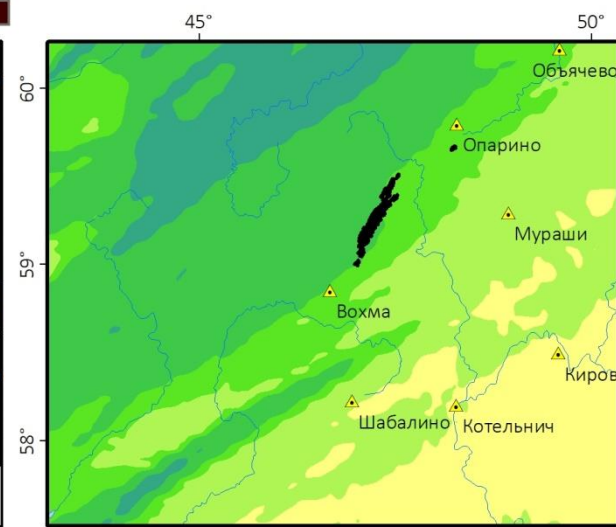 45°
50°
60°
Объячево
Опарино
Мураши
59°
Вохма
Киров
Шабалино
Котельнич
58°